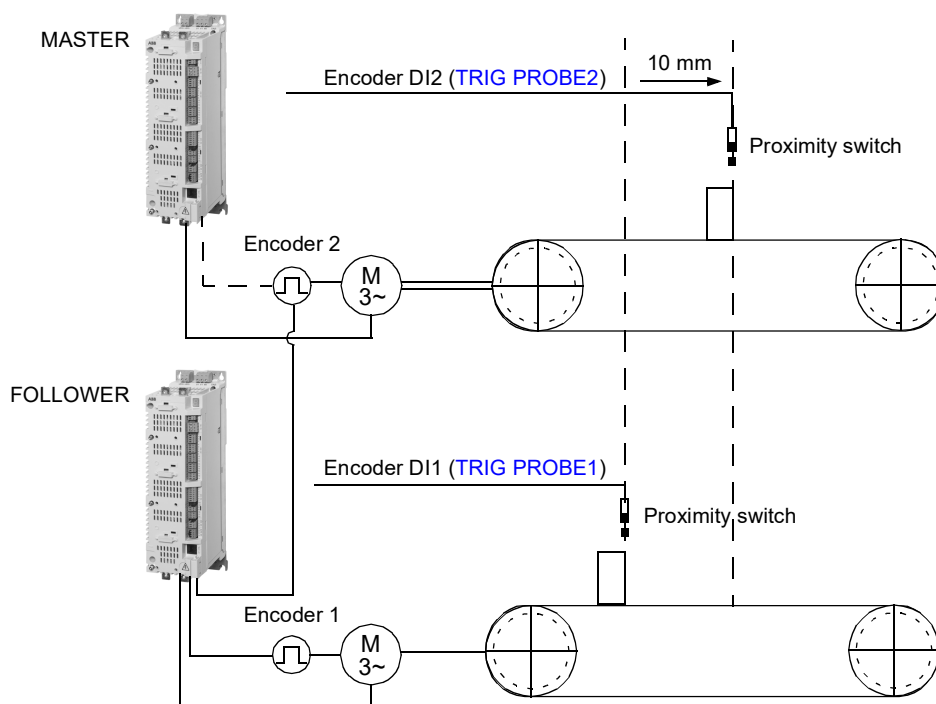 MASTER
Encoder DI2 (TRIG PROBE2)
10 mm
Proximity switch
Encoder 2
M
3~
FOLLOWER
Encoder DI1 (TRIG PROBE1)
Proximity switch
Encoder 1
M
3~